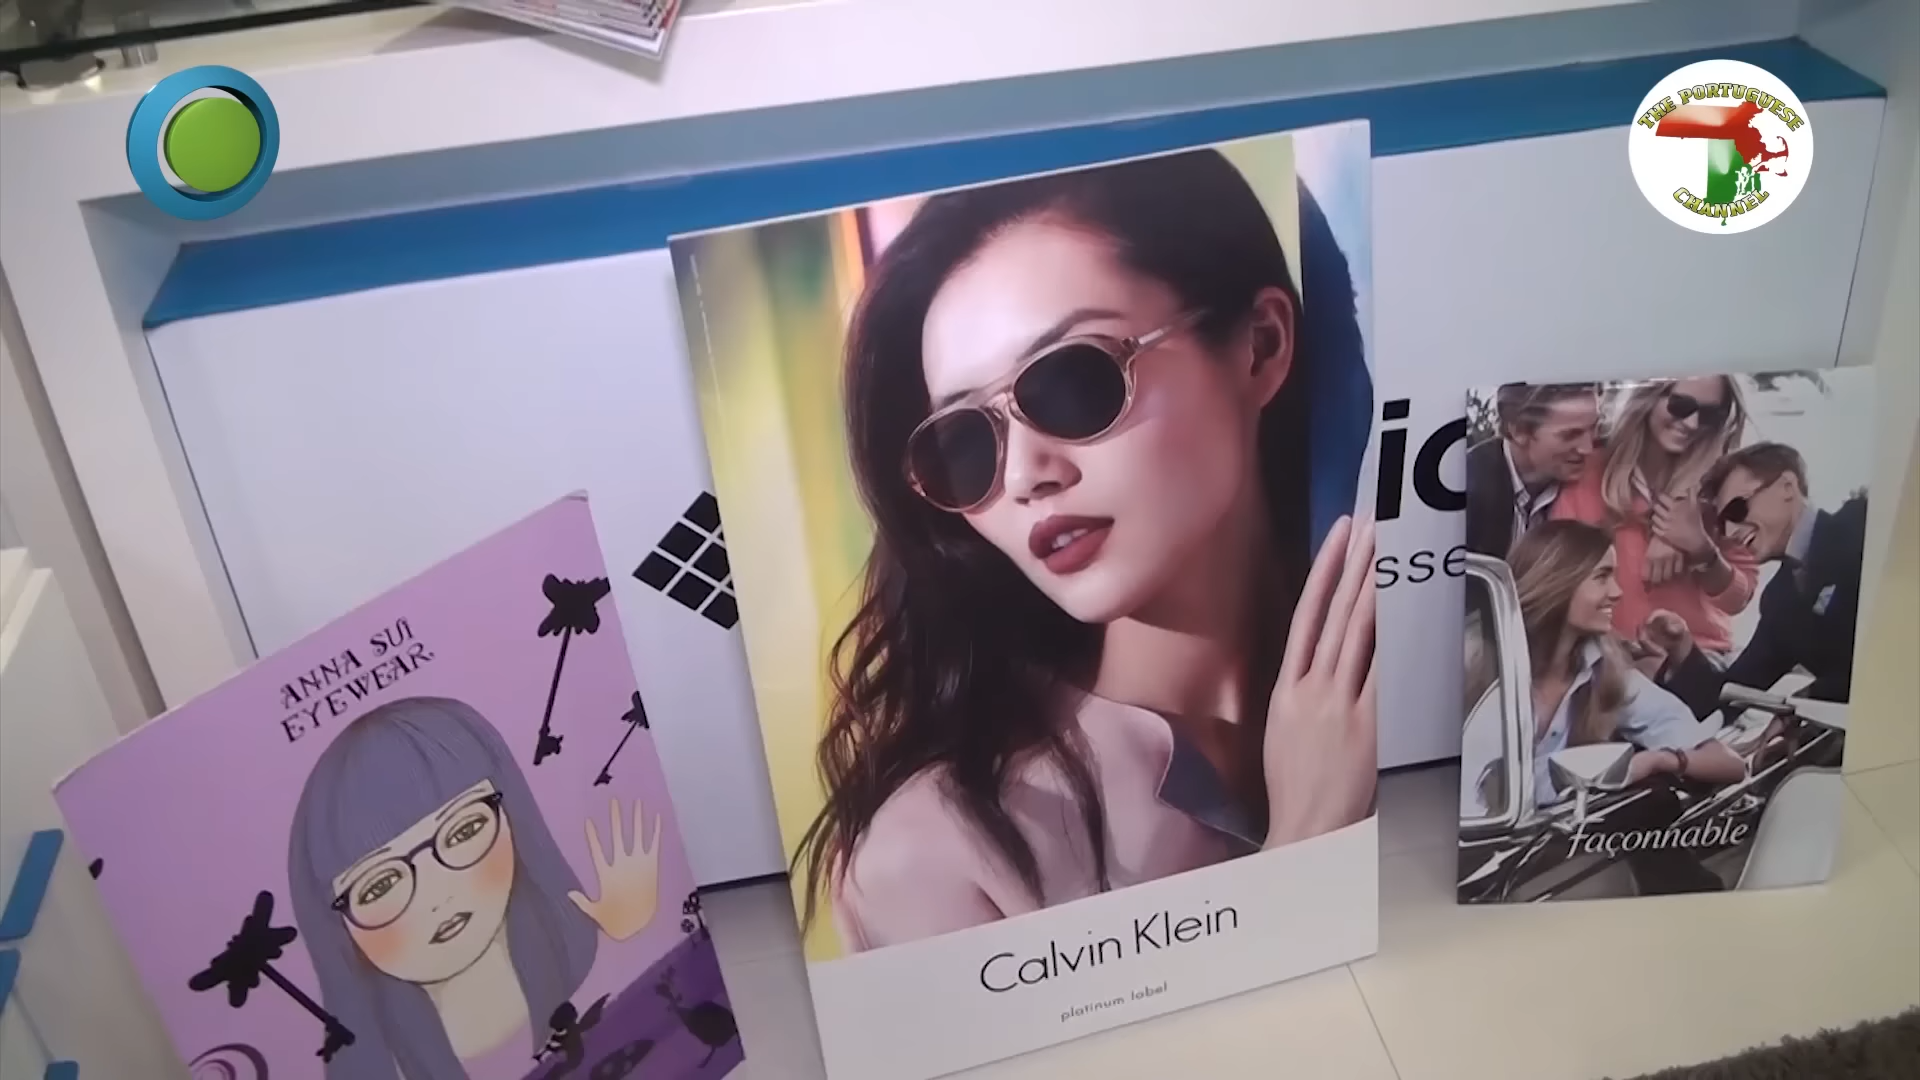 THE PORTUGUESE
CHANNEL
ANNA SUI
EYEWEAR
Calvin Klein
platinum label
façonnable